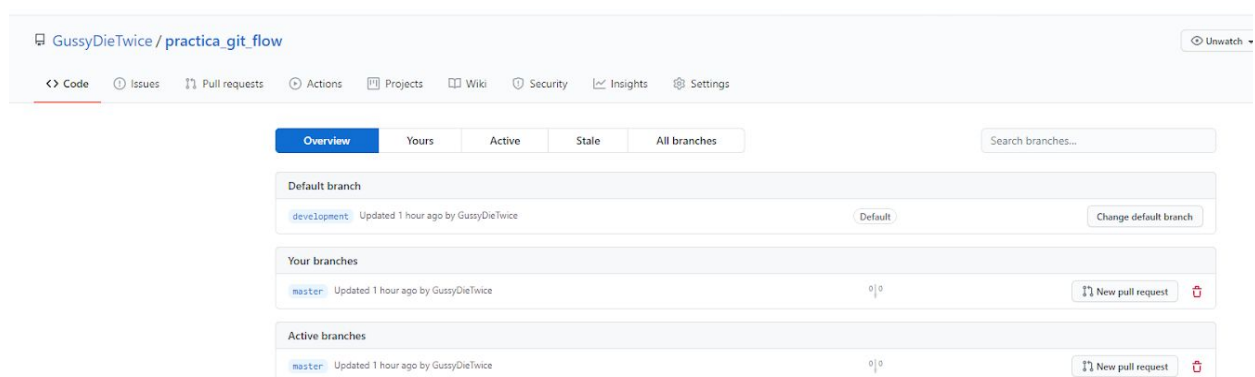 GussyDieTwice / practica_git_flow
Unwatch
<> Code Issues Pull requests Actions Projects Wiki Security Insights Settings
Overview Yours Active Stale All branches Search branches...
Default branch
development Updated 1 hour ago by GussyDieTwice Default Change default branch
Your branches
master Updated 1 hour ago by GussyDieTwice 0|0 New pull request
Active branches
master Updated 1 hour ago by GussyDieTwice 0|0 New pull request